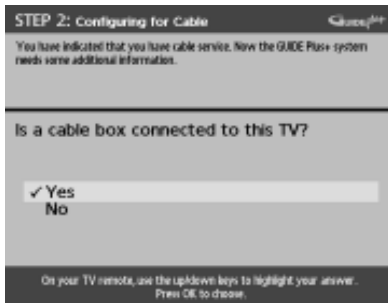 STEP 2: Configuring for Cable
You have indicated that you have cable service. Now the GUIDE Plus+ system
needs some additional information.
Is a cable box connected to this TV?
✓ Yes
No
On your TV remote, use the up/down keys to highlight your answer.
Press OK to choose.